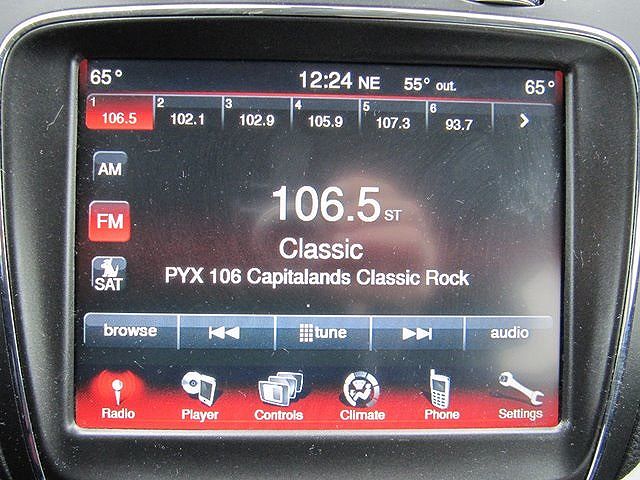 65° 12:24 NE 55° out. 65°
1 2 3 4 5 6
106.5 102.1 102.9 105.9 107.3 93.7
AM
106.5 ST
FM
Classic
PYX 106 Capitalands Classic Rock
SAT
browse tune audio
Radio Player Controls Climate Phone Settings